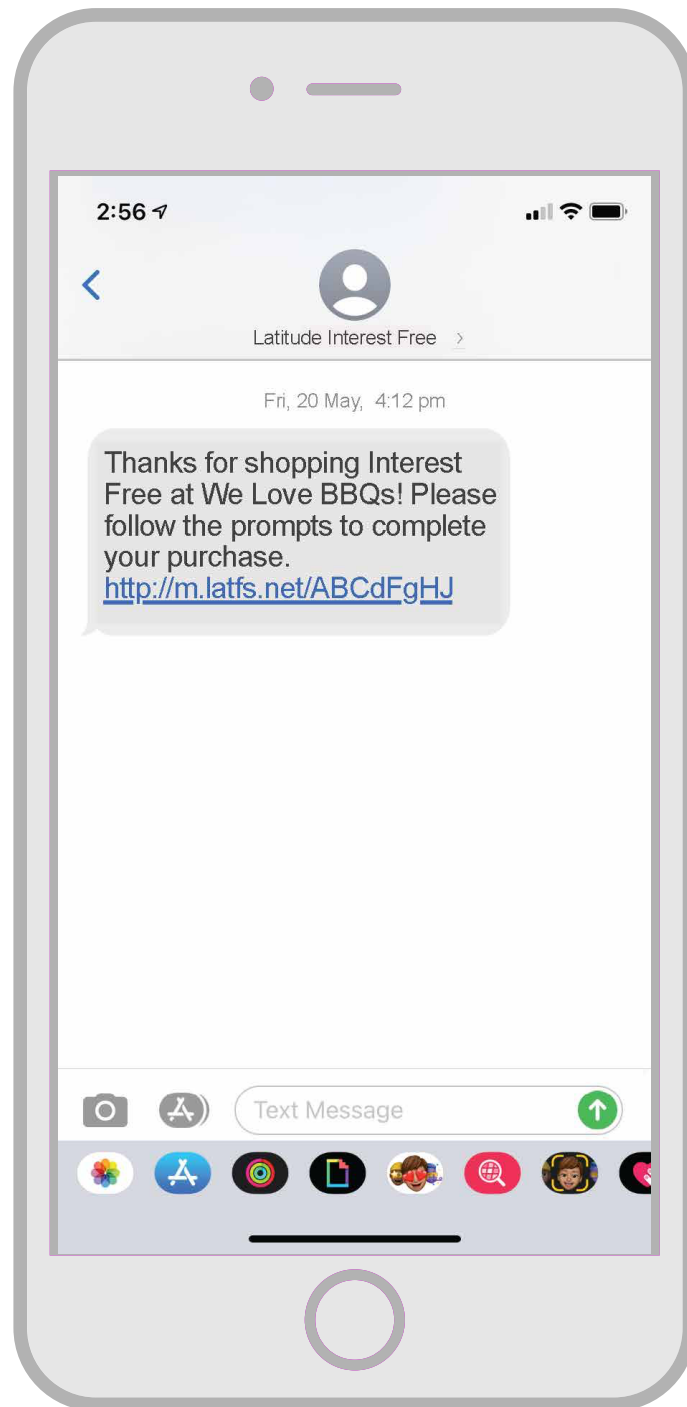 2:56
Latitude Interest Free
Fri, 20 May, 4:12 pm
Thanks for shopping Interest
Free at We Love BBQs! Please
follow the prompts to complete
your purchase.
http://m.latfs.net/ABCdFgHJ
Text Message